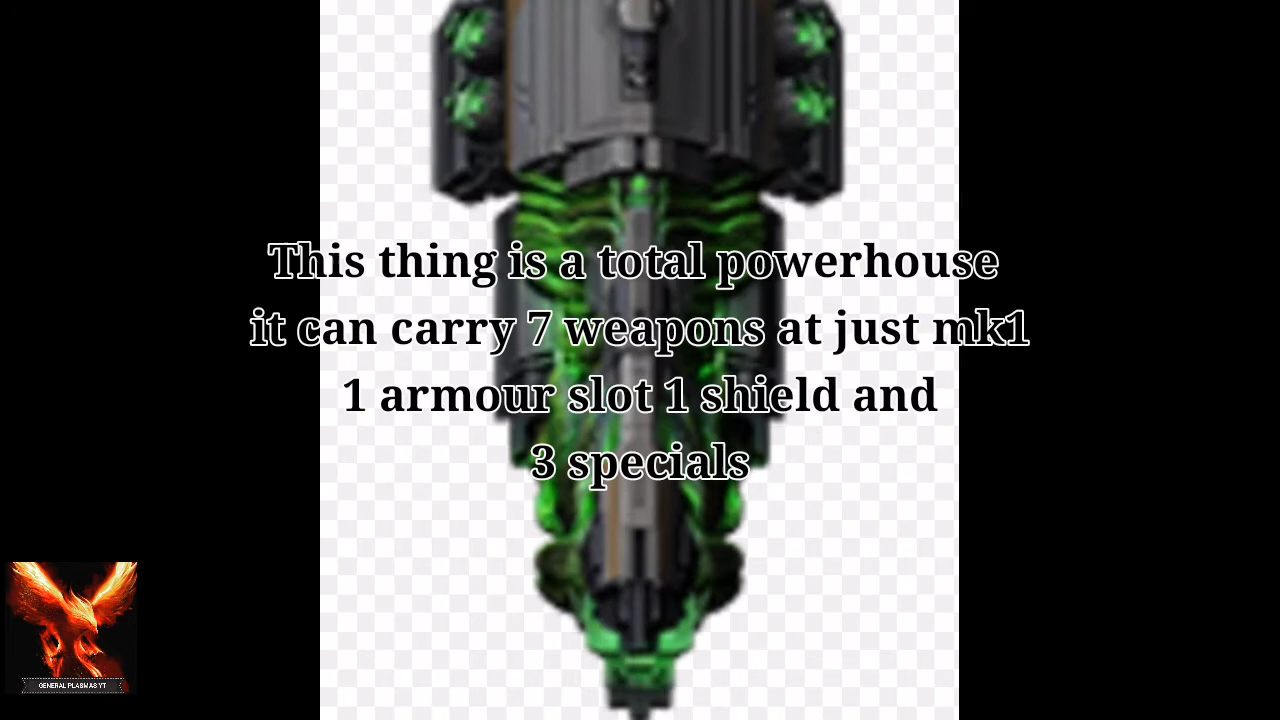 This thing is a total powerhouse
it can carry 7 weapons at just mk1
1 armour slot 1 shield and
3 specials
GENERAL PLASMAS YT